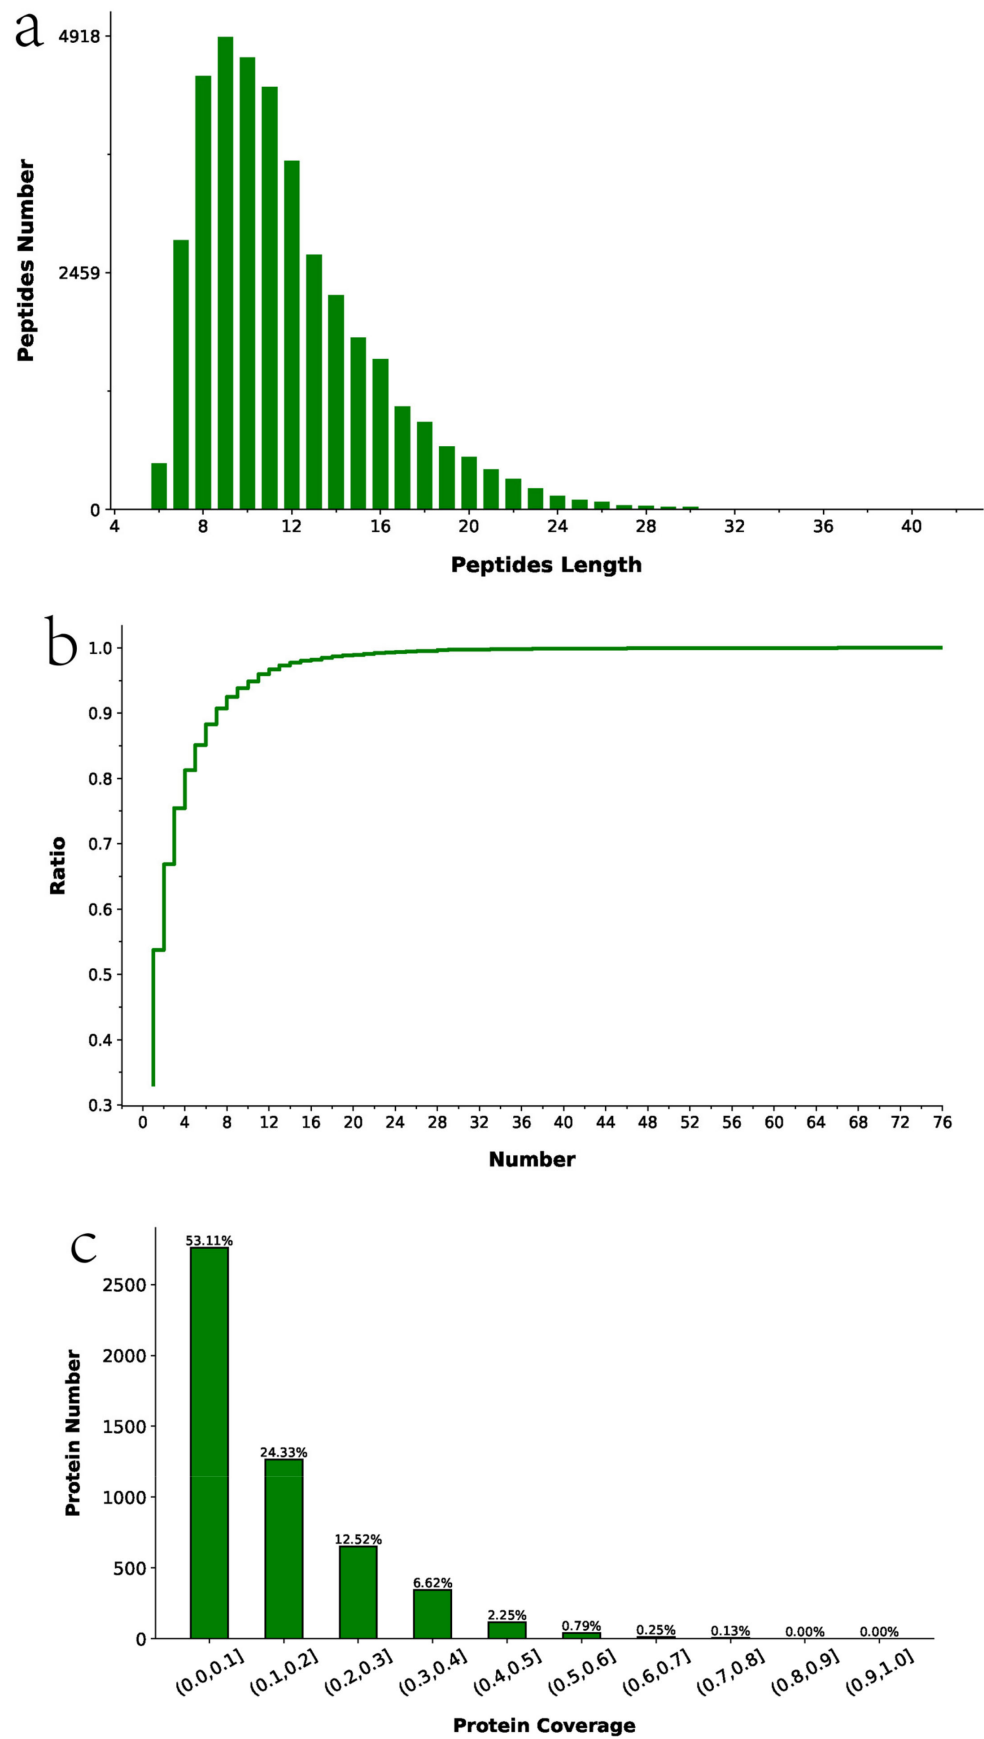 a
4918
2459
0
Peptides Number
4 8 12 16 20 24 28 32 36 40
Peptides Length
b
1.0
0.9
0.8
0.7
0.6
0.5
0.4
0.3
Ratio
0 4 8 12 16 20 24 28 32 36 40 44 48 52 56 60 64 68 72 76
Number
c
53.11%
24.33%
12.52%
6.62%
2.25%
0.79%
0.25%
0.13%
0.00%
0.00%
2500
2000
1500
1000
500
0
Protein Number
(0.0,0.1] (0.1,0.2] (0.2,0.3] (0.3,0.4] (0.4,0.5] (0.5,0.6] (0.6,0.7] (0.7,0.8] (0.8,0.9] (0.9,1.0]
Protein Coverage